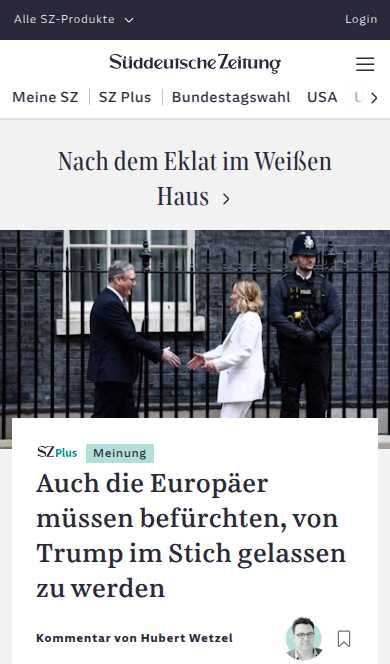 Alle SZ-Produkte
Login
Süddeutsche Zeitung
Meine SZ
SZ Plus
Bundestagswahl
USA
Nach dem Eklat im Weißen
Haus
SZ Plus
Meinung
Auch die Europäer
müssen befürchten, von
Trump im Stich gelassen
zu werden
Kommentar von Hubert Wetzel